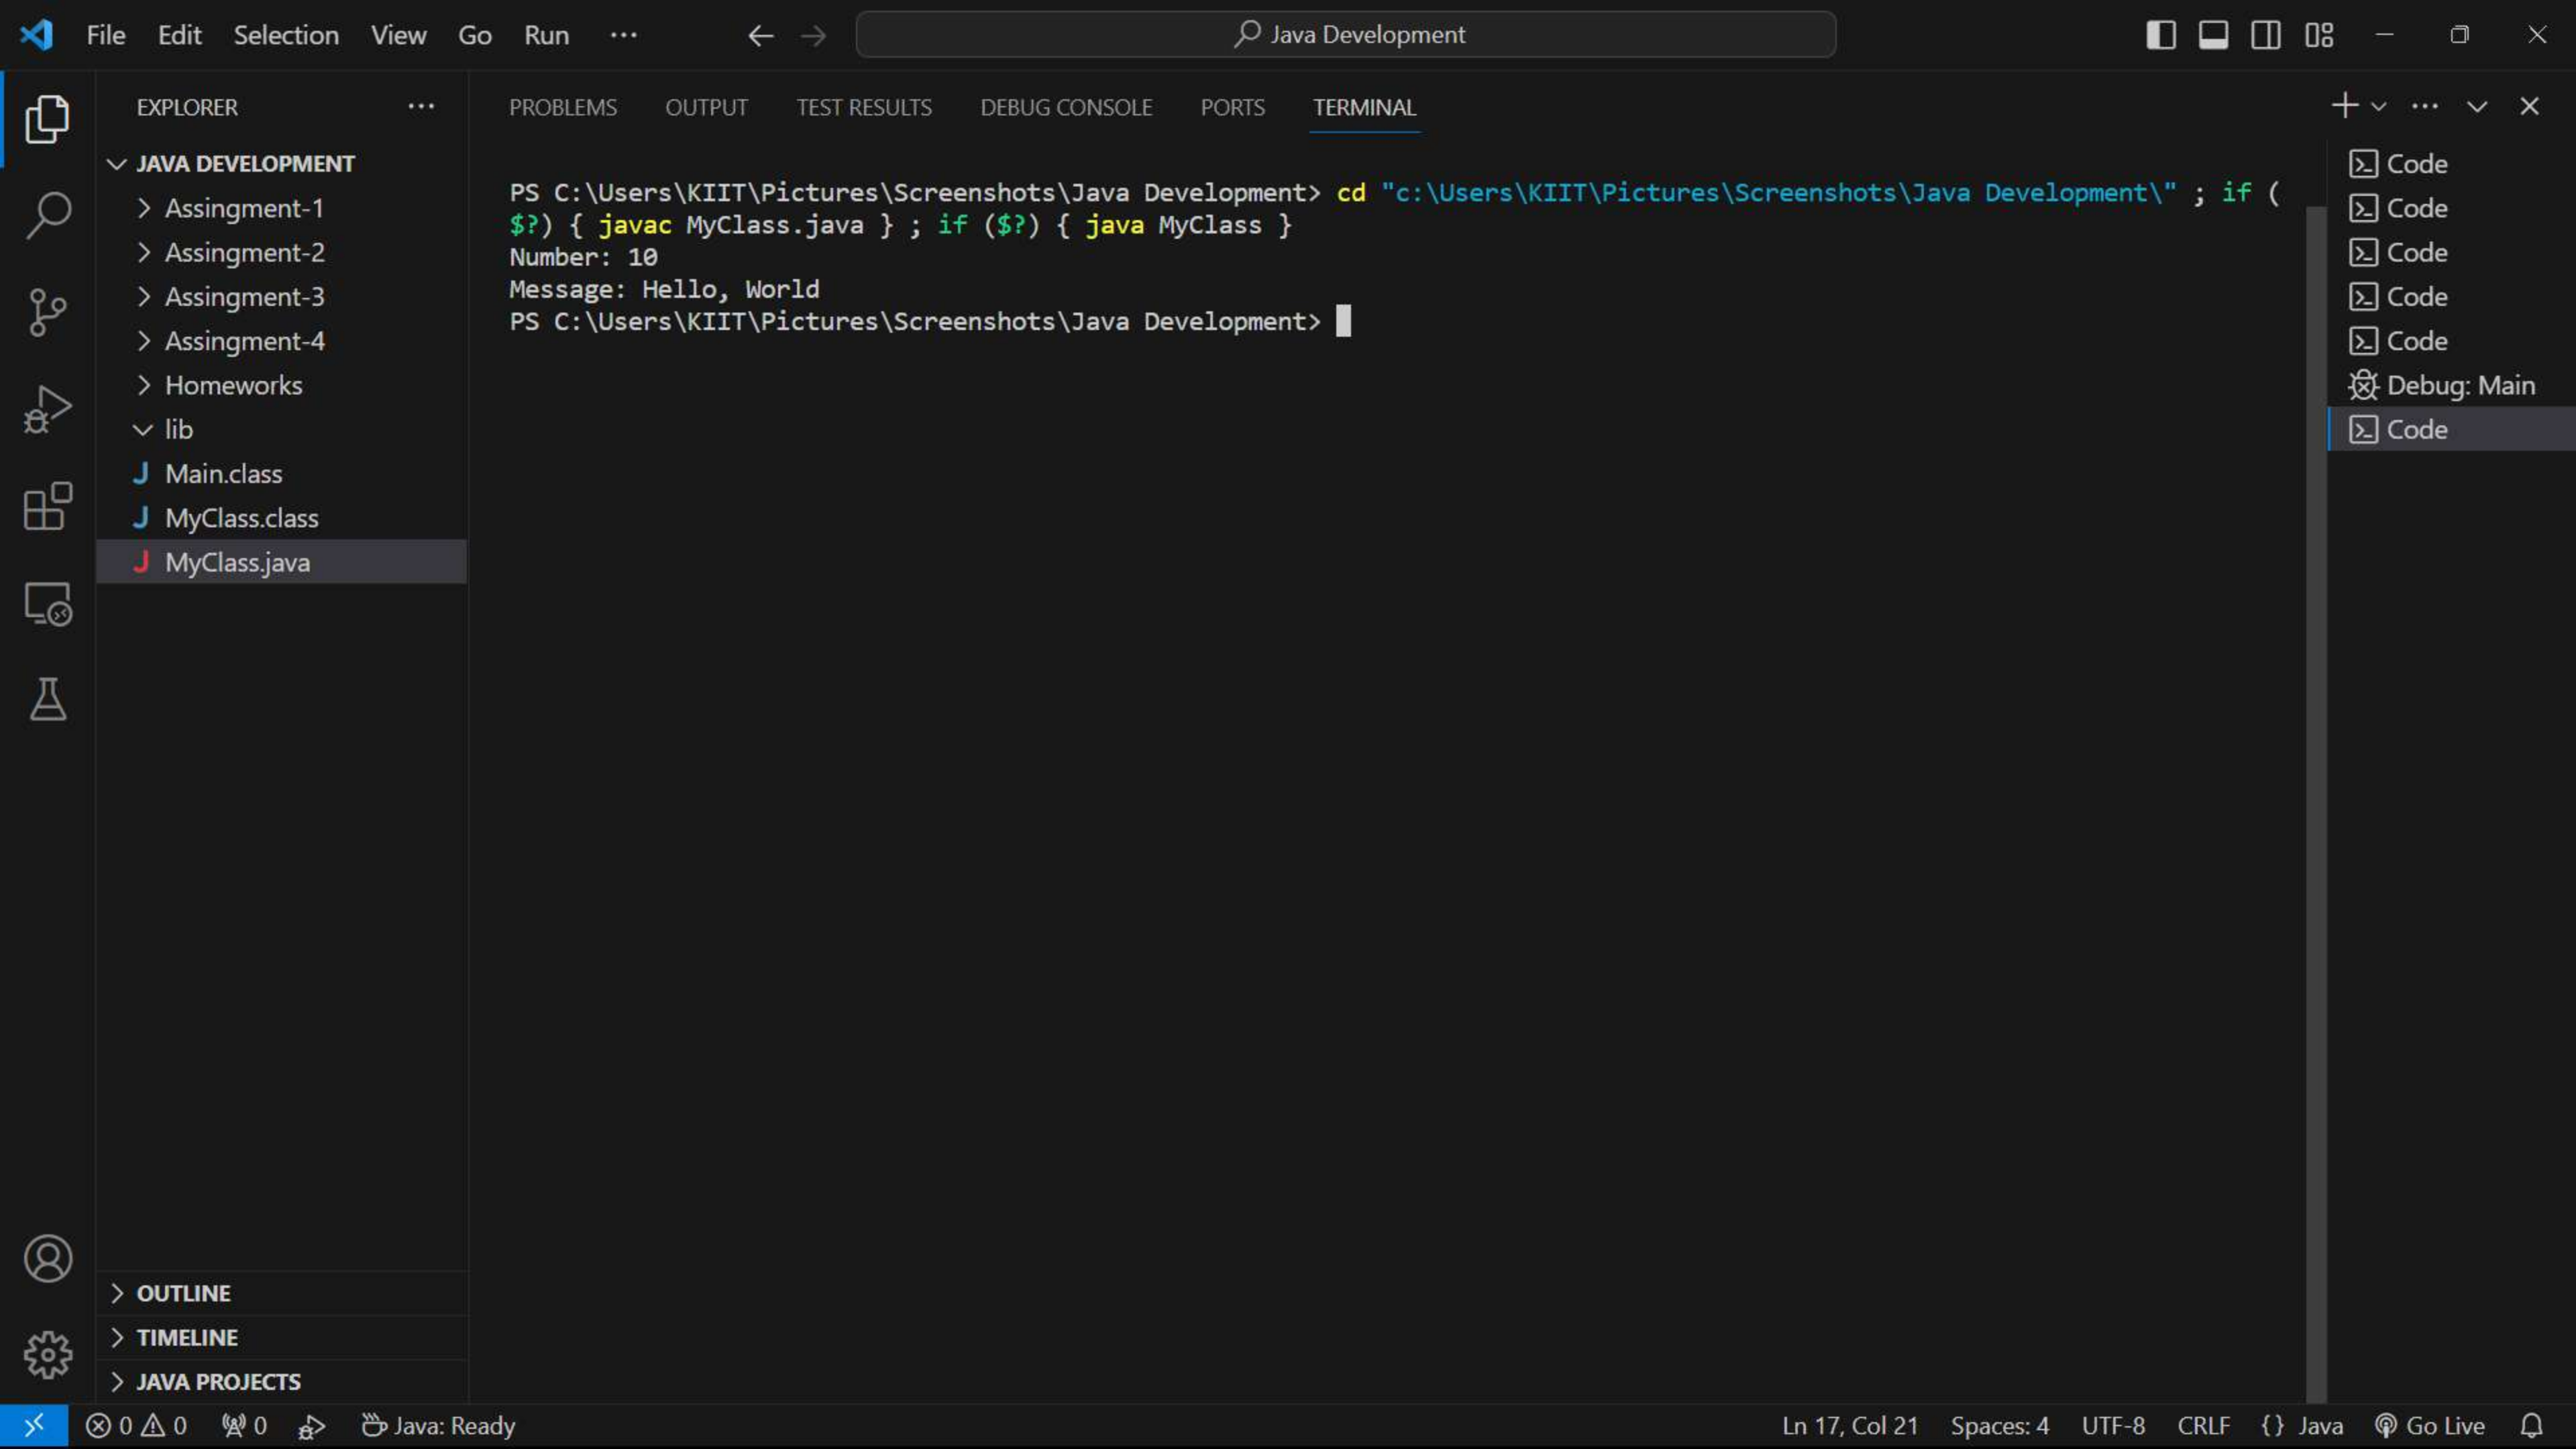 File Edit Selection View Go Run ··· Java Development
EXPLORER ···
JAVA DEVELOPMENT
Assingment-1
Assingment-2
Assingment-3
Assingment-4
Homeworks
lib
J Main.class
J MyClass.class
J MyClass.java
OUTLINE
TIMELINE
JAVA PROJECTS
PROBLEMS OUTPUT TEST RESULTS DEBUG CONSOLE PORTS TERMINAL
PS C:\Users\KIIT\Pictures\Screenshots\Java Development> cd "c:\Users\KIIT\Pictures\Screenshots\Java Development\" ; if (
$?) { javac MyClass.java } ; if ($?) { java MyClass }
Number: 10
Message: Hello, World
PS C:\Users\KIIT\Pictures\Screenshots\Java Development>
Code
Code
Code
Code
Code
Debug: Main
Code
0 0 0 Java: Ready Ln 17, Col 21 Spaces: 4 UTF-8 CRLF {} Java Go Live